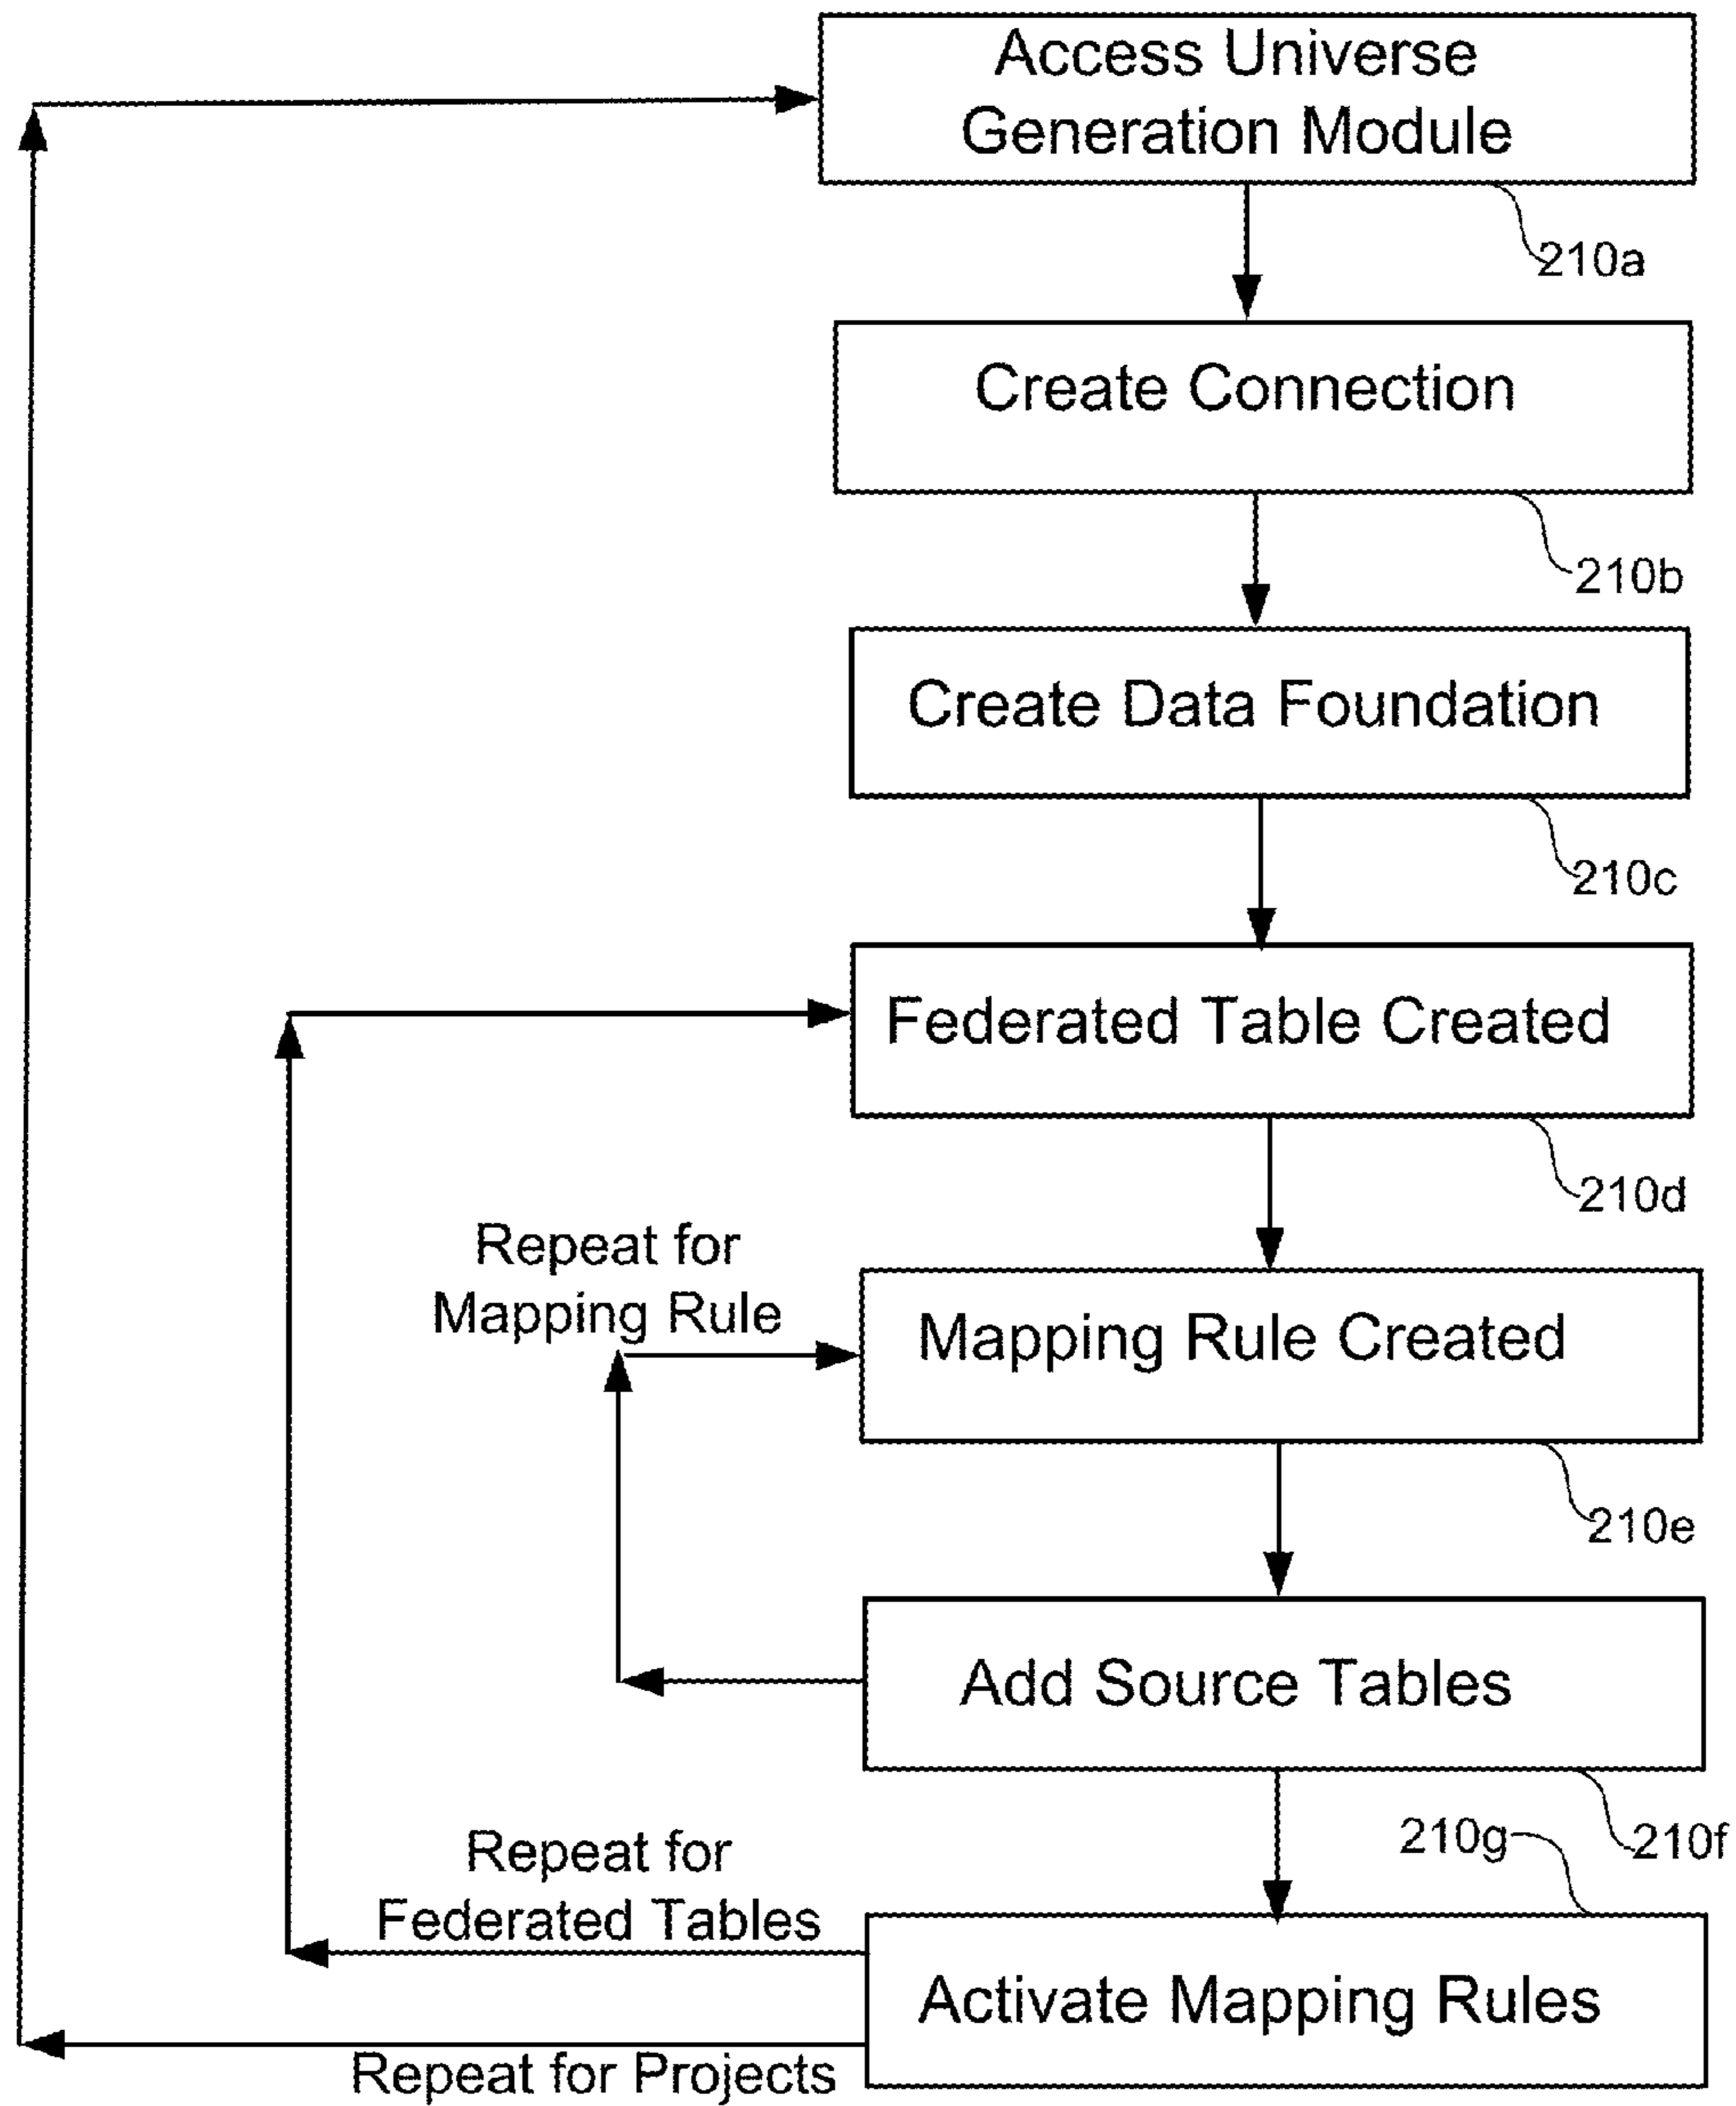 Access Universe
Generation Module
210a
Create Connection
210b
Create Data Foundation
210c
Federated Table Created
210d
Repeat for
Mapping Rule
Mapping Rule Created
210e
Add Source Tables
210f
210g
Repeat for
Federated Tables
Activate Mapping Rules
Repeat for Projects